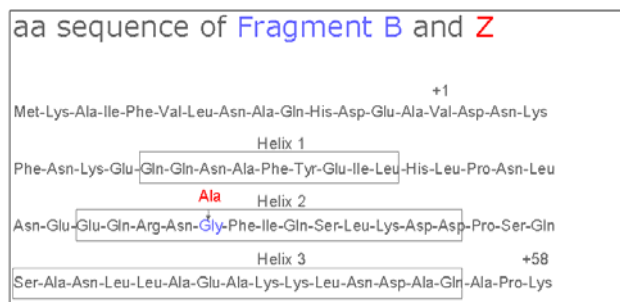 aa sequence of Fragment B and Z
+1
Met-Lys-Ala-Ile-Phe-Val-Leu-Asn-Ala-Gln-His-Asp-Glu-Ala-Val-Asp-Asn-Lys
Helix 1
Phe-Asn-Lys-Glu-Gln-Gln-Asn-Ala-Phe-Tyr-Glu-Ile-Leu-His-Leu-Pro-Asn-Leu
Ala
Helix 2
Asn-Glu-Glu-Gln-Arg-Asn-Gly-Phe-Ile-Gln-Ser-Leu-Lys-Asp-Asp-Pro-Ser-Gln
Helix 3
+58
Ser-Ala-Asn-Leu-Leu-Ala-Glu-Ala-Lys-Lys-Leu-Asn-Asp-Ala-Gln-Ala-Pro-Lys